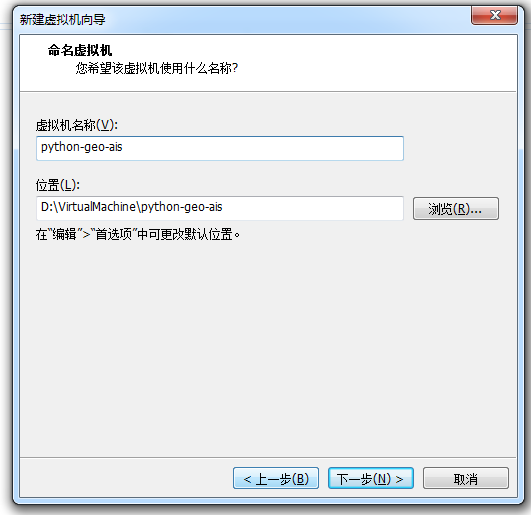 新建虚拟机向导
命名虚拟机
您希望该虚拟机使用什么名称?
虚拟机名称(V):
python-geo-ais
位置(L):
D:\VirtualMachine\python-geo-ais
浏览(R)...
在“编辑”>“首选项”中可更改默认位置。
< 上一步(B)
下一步(N) >
取消